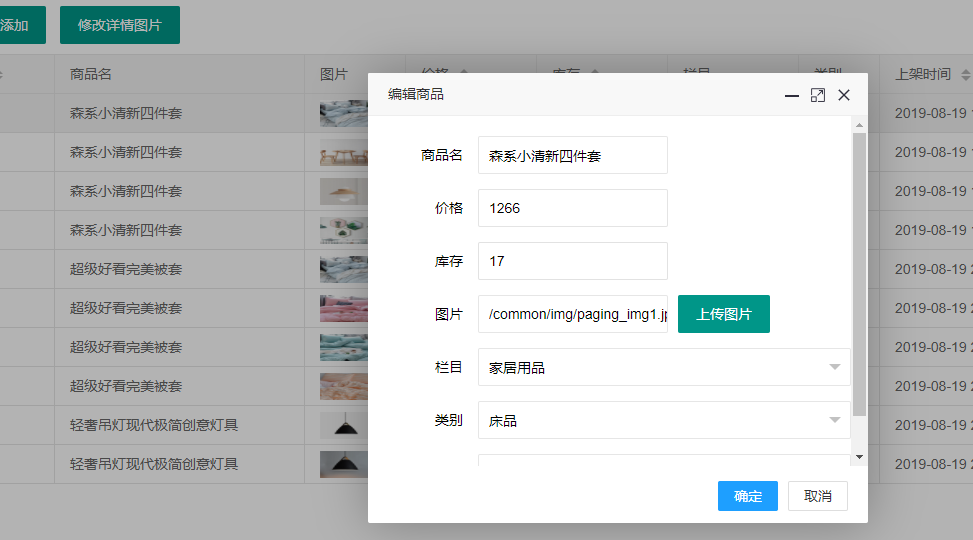 添加 修改详情图片
商品名 图片 上架时间
编辑商品
森系小清新四件套 2019-08-19
森系小清新四件套 2019-08-19
森系小清新四件套 2019-08-19
森系小清新四件套 2019-08-19
超级好看完美被套 2019-08-19
超级好看完美被套 2019-08-19
超级好看完美被套 2019-08-19
超级好看完美被套 2019-08-19
轻奢吊灯现代极简创意灯具 2019-08-19
轻奢吊灯现代极简创意灯具 2019-08-19
商品名 森系小清新四件套
价格 1266
库存 17
图片 /common/img/paging_img1.jp 上传图片
栏目 家居用品
类别 床品
确定 取消